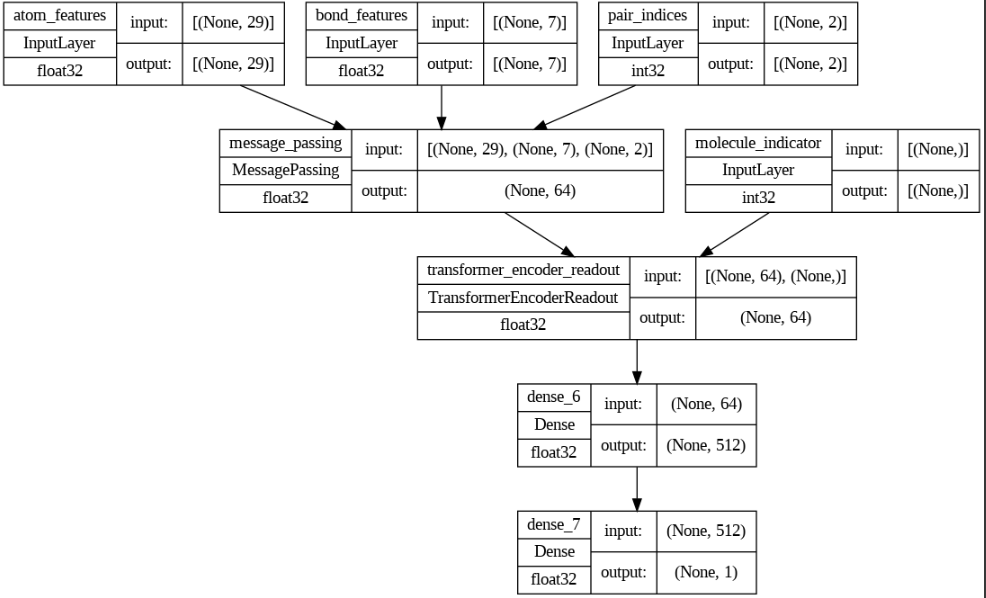 atom_features
InputLayer
float32
input:
output:
[(None, 29)]
[(None, 29)]
bond_features
InputLayer
float32
input:
output:
[(None, 7)]
[(None, 7)]
pair_indices
InputLayer
int32
input:
output:
[(None, 2)]
[(None, 2)]
message_passing
MessagePassing
float32
input:
output:
[(None, 29), (None, 7), (None, 2)]
(None, 64)
molecule_indicator
InputLayer
int32
input:
output:
[(None,)]
[(None,)]
transformer_encoder_readout
TransformerEncoderReadout
float32
input:
output:
[(None, 64), (None,)]
(None, 64)
dense_6
Dense
float32
input:
output:
(None, 64)
(None, 512)
dense_7
Dense
float32
input:
output:
(None, 512)
(None, 1)